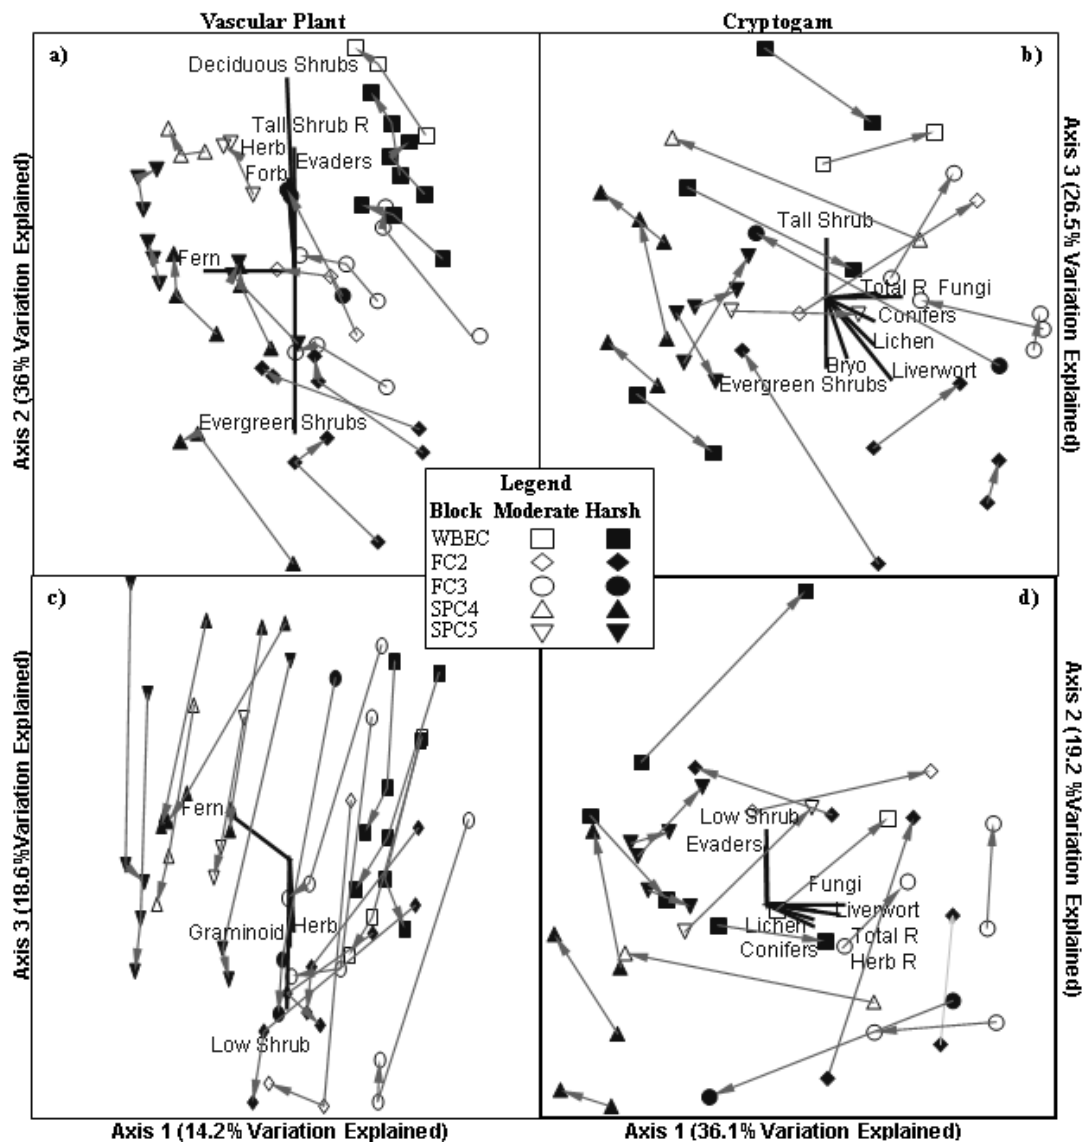 Vascular Plant
Cryptogam
a)
Deciduous Shrubs
Tall Shrub R
Herb
Evaders
Forb
Fern
Evergreen Shrubs
Axis 2 (36% Variation Explained)
b)
Tall Shrub
Total R Fungi
Conifers
Lichen
Bryo
Liverwort
Evergreen Shrubs
Axis 3 (26.5% Variation Explained)
Legend
Block Moderate Harsh
WBEC
FC2
FC3
SPC4
SPC5
c)
Fern
Graminoid
Herb
Low Shrub
Axis 3 (18.6%Variation Explained)
Axis 1 (14.2% Variation Explained)
d)
Low Shrub
Evaders
Fungi
Liverwort
Lichen
Total R
Conifers
Herb R
Axis 2 (19.2 %Variation Explained)
Axis 1 (36.1% Variation Explained)